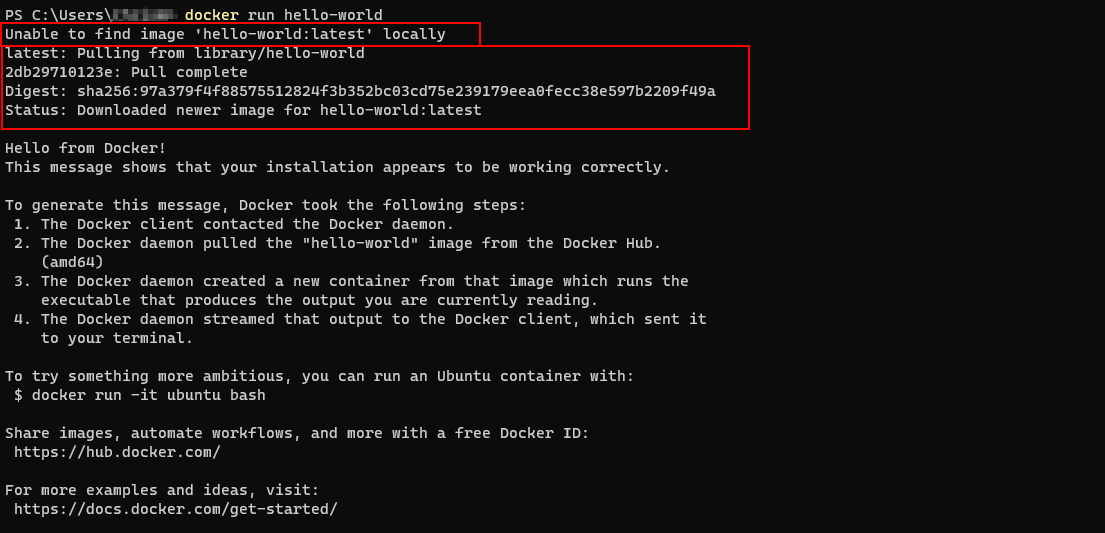 PS C:\Users\ docker run hello-world
Unable to find image 'hello-world:latest' locally
latest: Pulling from library/hello-world
2db29710123e: Pull complete
Digest: sha256:97a379f4f88575512824f3b352bc03cd75e239179eea0fecc38e597b2209f49a
Status: Downloaded newer image for hello-world:latest
Hello from Docker!
This message shows that your installation appears to be working correctly.
To generate this message, Docker took the following steps:
1. The Docker client contacted the Docker daemon.
2. The Docker daemon pulled the "hello-world" image from the Docker Hub.
(amd64)
3. The Docker daemon created a new container from that image which runs the
executable that produces the output you are currently reading.
4. The Docker daemon streamed that output to the Docker client, which sent it
to your terminal.
To try something more ambitious, you can run an Ubuntu container with:
$ docker run -it ubuntu bash
Share images, automate workflows, and more with a free Docker ID:
https://hub.docker.com/
For more examples and ideas, visit:
https://docs.docker.com/get-started/